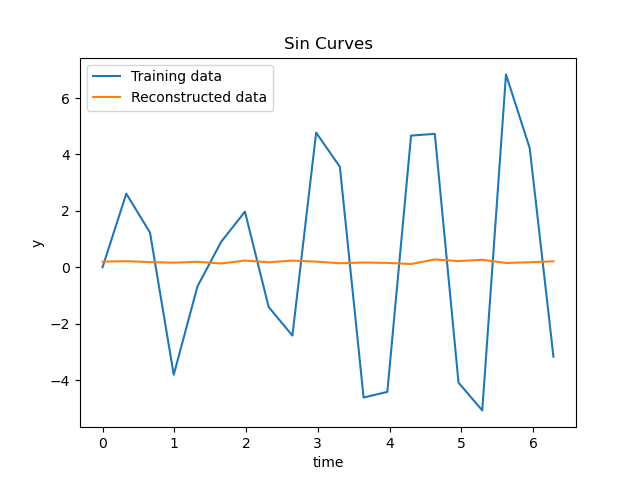 Sin Curves
Training data
Reconstructed data
6
4
2
0
−2
−4
y
0 1 2 3 4 5 6
time